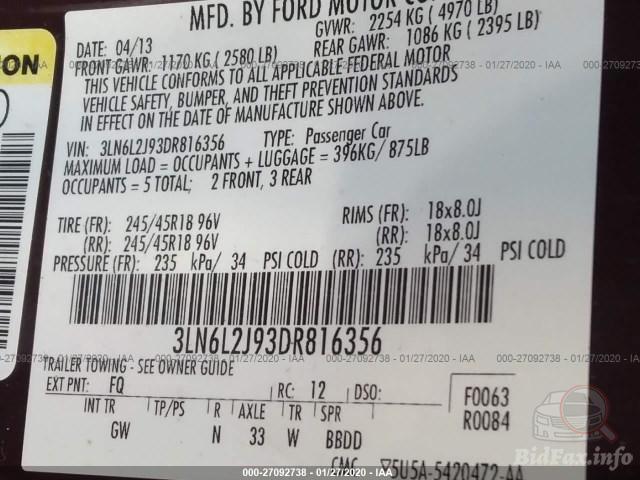 MFD. BY FORD MOTOR CO
DATE: 04/13
GVWR: 2254 KG ( 4970 LB)
FRONT GAWR: 1170 KG ( 2580 LB)
REAR GAWR: 1086 KG ( 2395 LB)
THIS VEHICLE CONFORMS TO ALL APPLICABLE FEDERAL MOTOR
VEHICLE SAFETY, BUMPER, AND THEFT PREVENTION STANDARDS
IN EFFECT ON THE DATE OF MANUFACTURE SHOWN ABOVE.
VIN: 3LN6L2J93DR816356 TYPE: Passenger Car
MAXIMUM LOAD = OCCUPANTS + LUGGAGE = 396KG/ 875LB
OCCUPANTS = 5 TOTAL; 2 FRONT, 3 REAR
TIRE (FR): 245/45R18 96V RIMS (FR): 18x8.0J
(RR): 245/45R18 96V (RR): 18x8.0J
PRESSURE (FR): 235 kPa/ 34 PSI COLD (RR): 235 kPa/ 34 PSI COLD
3LN6L2J93DR816356
TRAILER TOWING - SEE OWNER GUIDE
EXT PNT: FQ RC: 12 DSO: F0063
R0084
INT TR TP/PS R AXLE TR SPR
GW N 33 W BBDD
5U5A-5420472-AA
000-27092738 - 01/27/2020 - IAA
BidFax.info